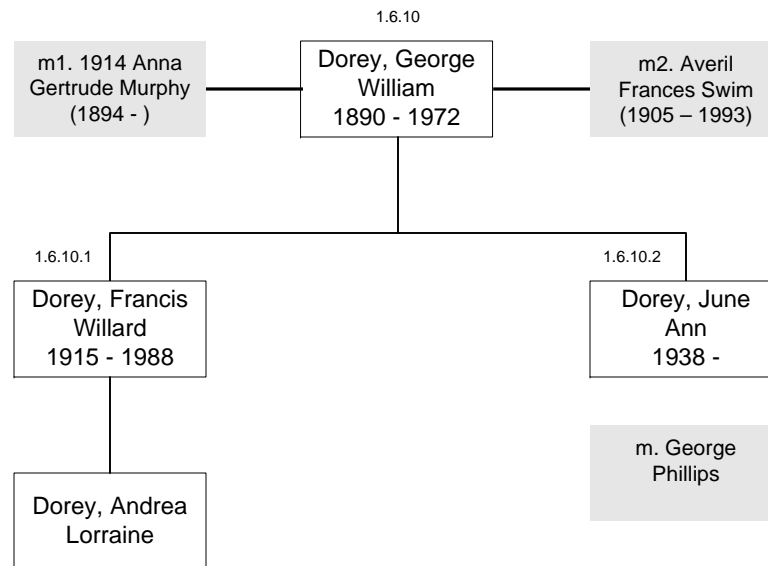 1.6.10
m1. 1914 Anna
Gertrude Murphy
(1894 - )
Dorey, George
William
1890 - 1972
m2. Averil
Frances Swim
(1905 – 1993)
1.6.10.1
Dorey, Francis
Willard
1915 - 1988
1.6.10.2
Dorey, June
Ann
1938 -
m. George
Phillips
Dorey, Andrea
Lorraine